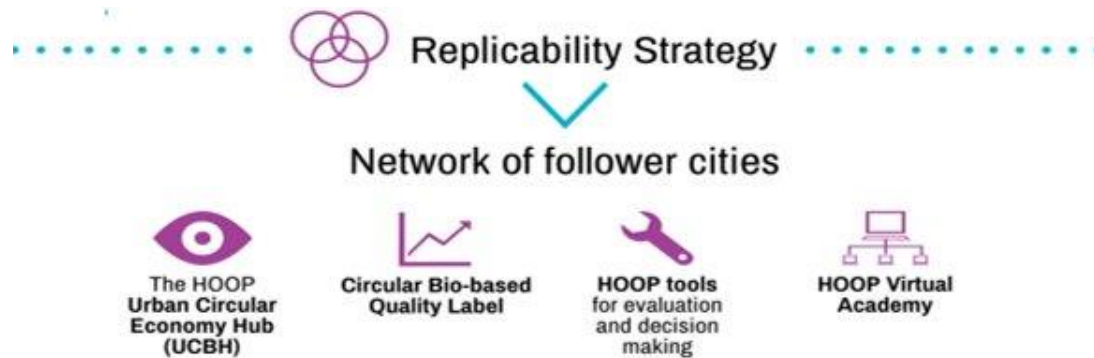 Replicability Strategy
Network of follower cities
The HOOP
Urban Circular
Economy Hub
(UCBH)
Circular Bio-based
Quality Label
HOOP tools
for evaluation
and decision
making
HOOP Virtual
Academy